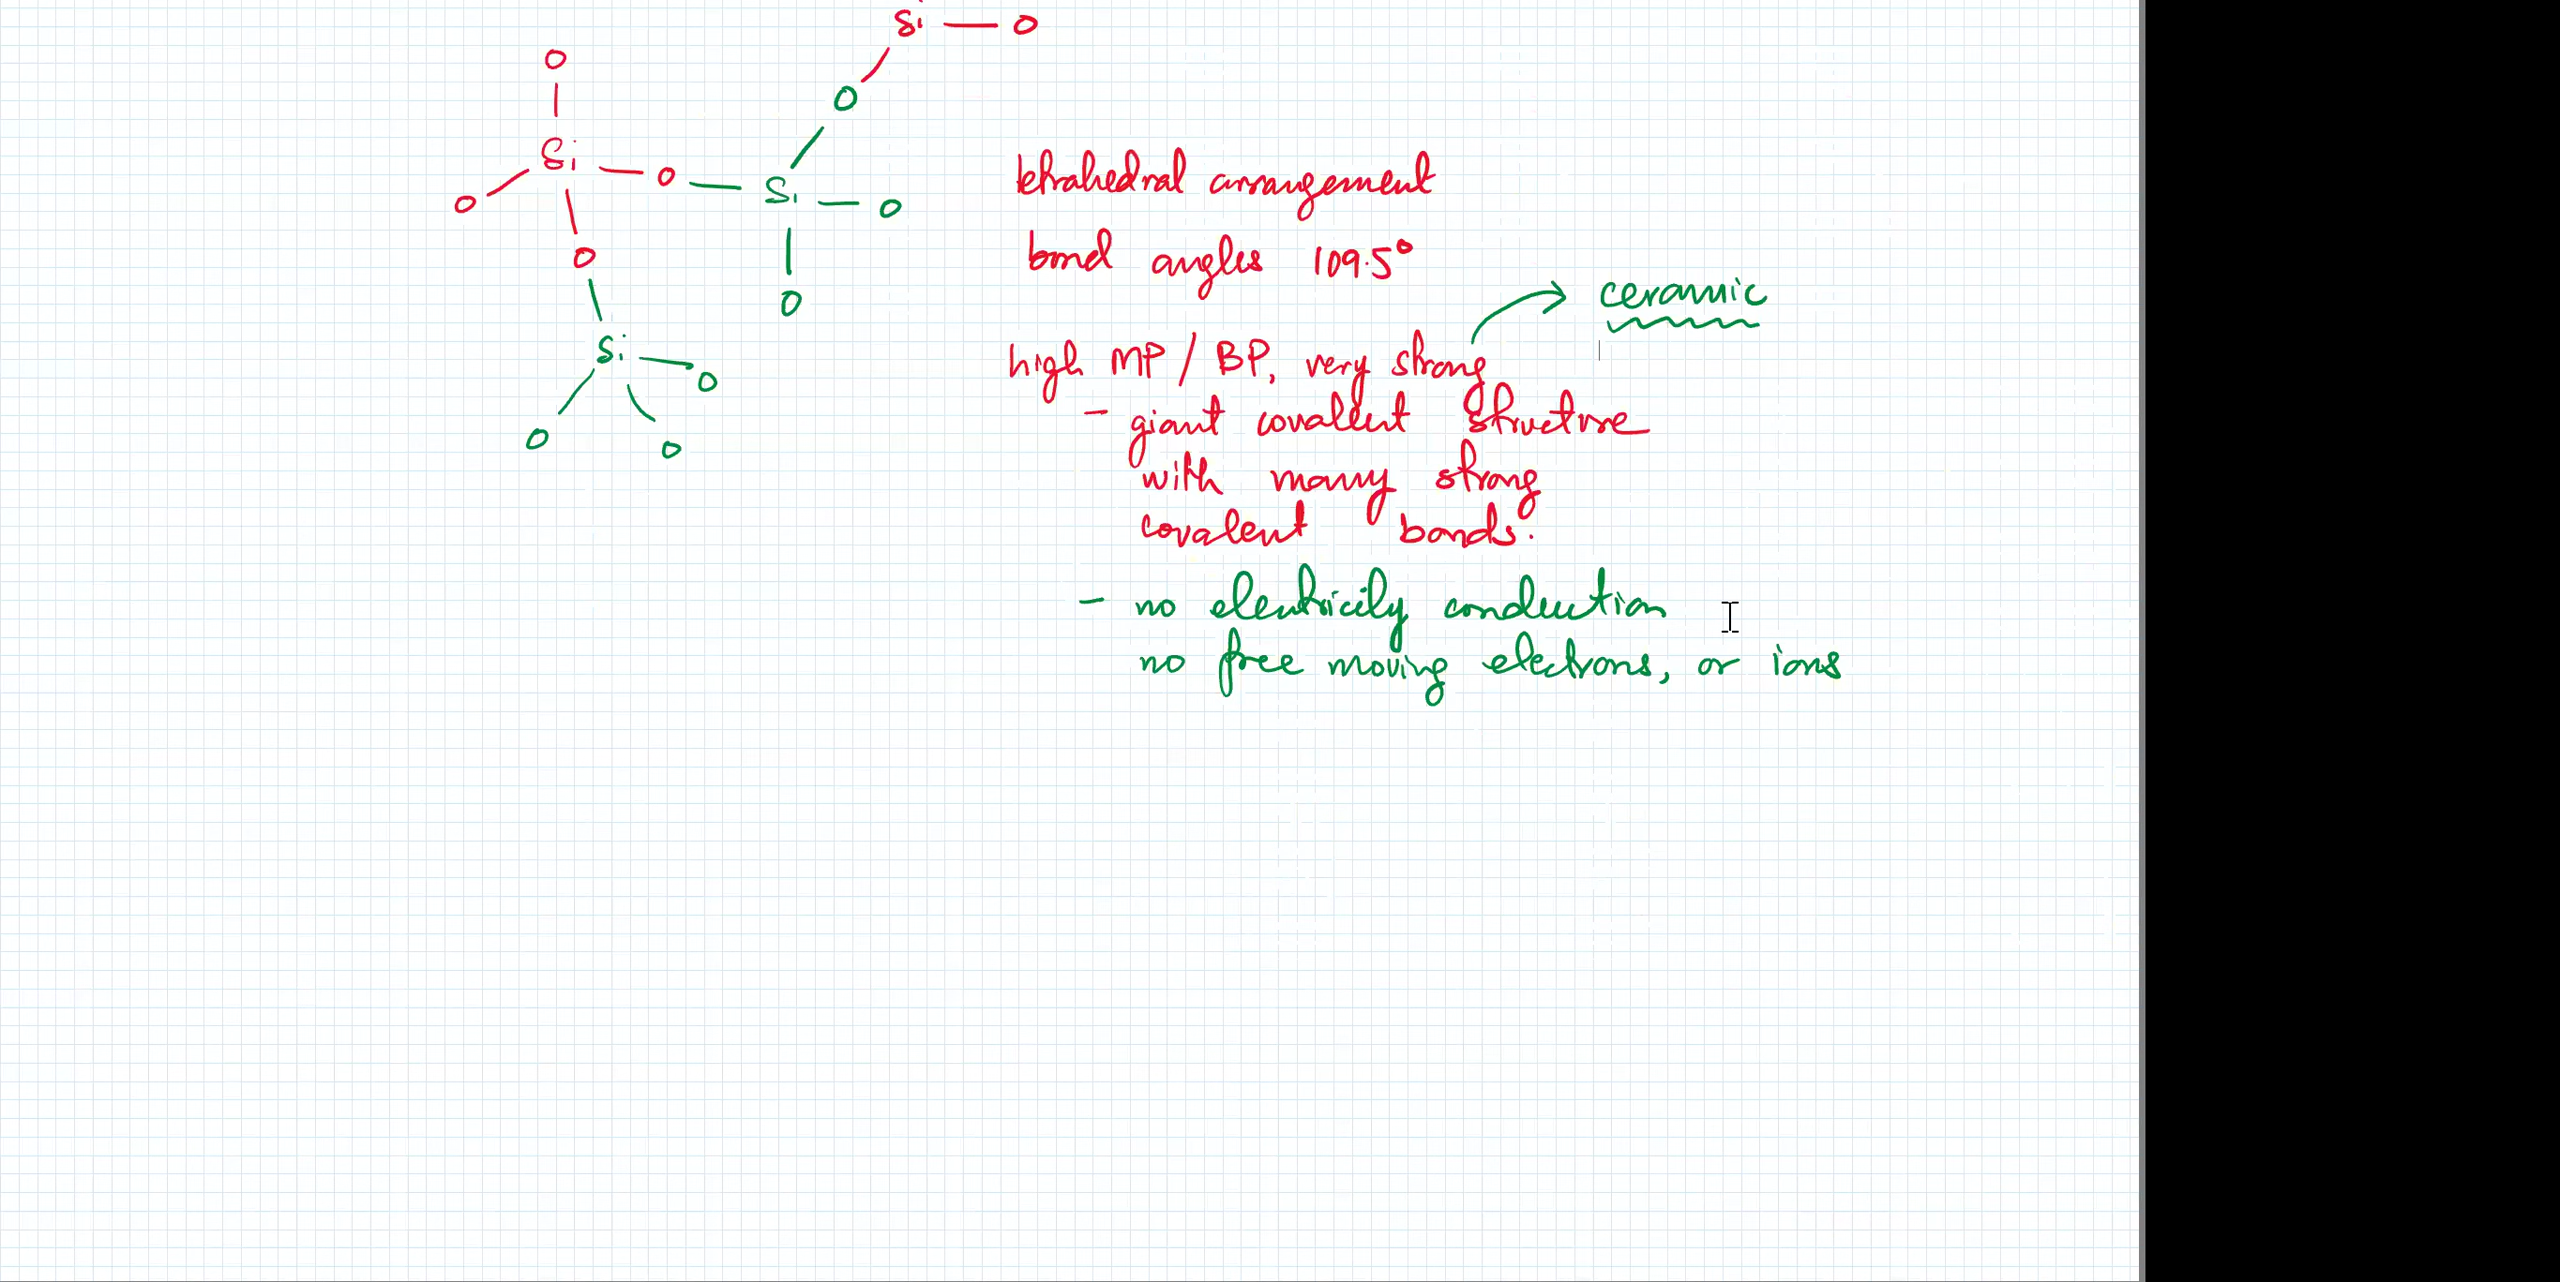 Si — O
O
O
Si — O — Si — O
O
O
O
Si
O
O
O
tetrahedral arrangement
bond angles 109.5°
ceramic
high MP / BP, very strong
- giant covalent structure
with many strong
covalent bonds.
- no electricity conduction
no free moving electrons, or ions